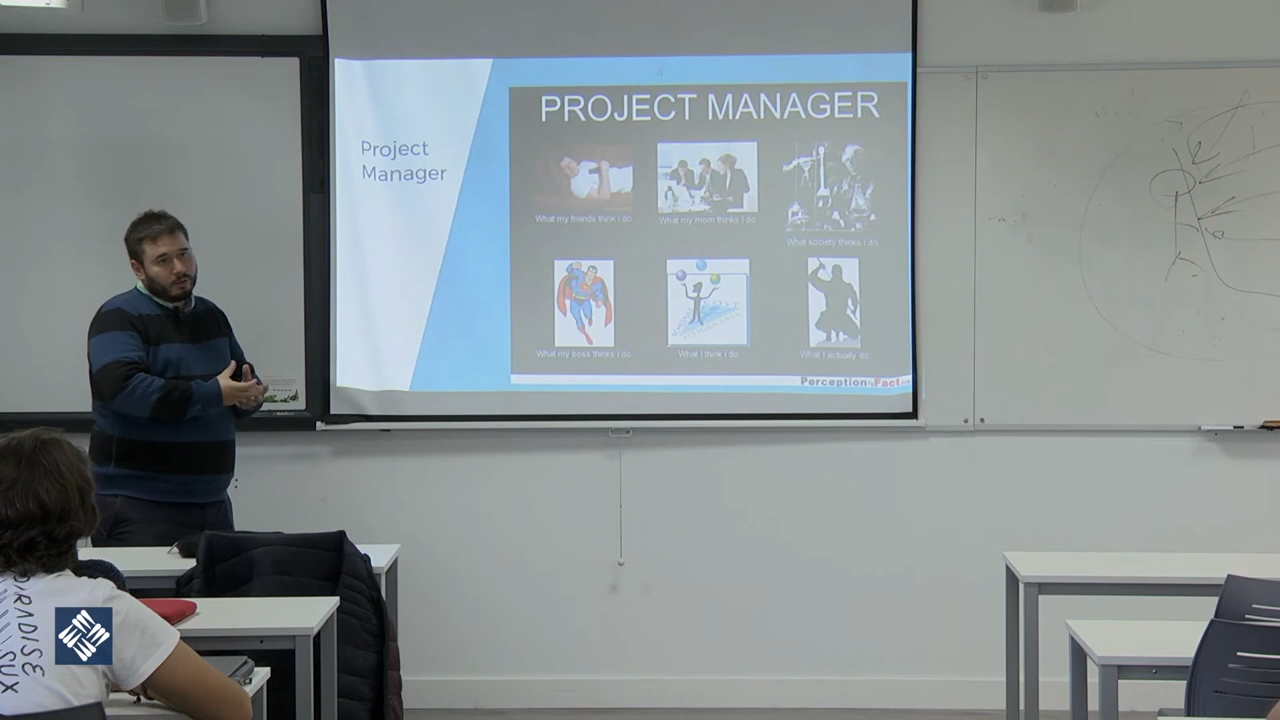 Project
Manager
PROJECT MANAGER
What my friends think I do
What my mom thinks I do
What society thinks I do
What my boss thinks I do
What I think I do
What I actually do
Perception
Fact